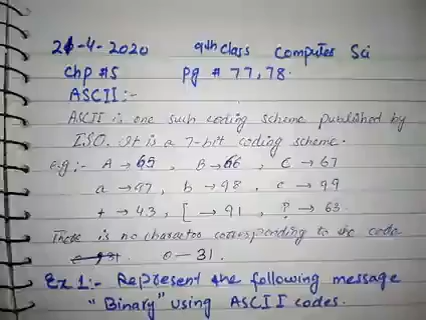 21-4-2020 9th class Computer Sci
Chp #5 Pg # 77,78.
ASCII:-
ASCII is one such coding scheme published by
ISO. It is a 7-bit coding scheme.
e.g:- A → 65 , B → 66 , C → 67
a → 97 , b → 98 , c → 99
+ → 43 , [ → 91 , ? → 63.
There is no character corresponding to the code
0 — 31.
Ex 1:- Represent the following message
"Binary" using ASCII codes.